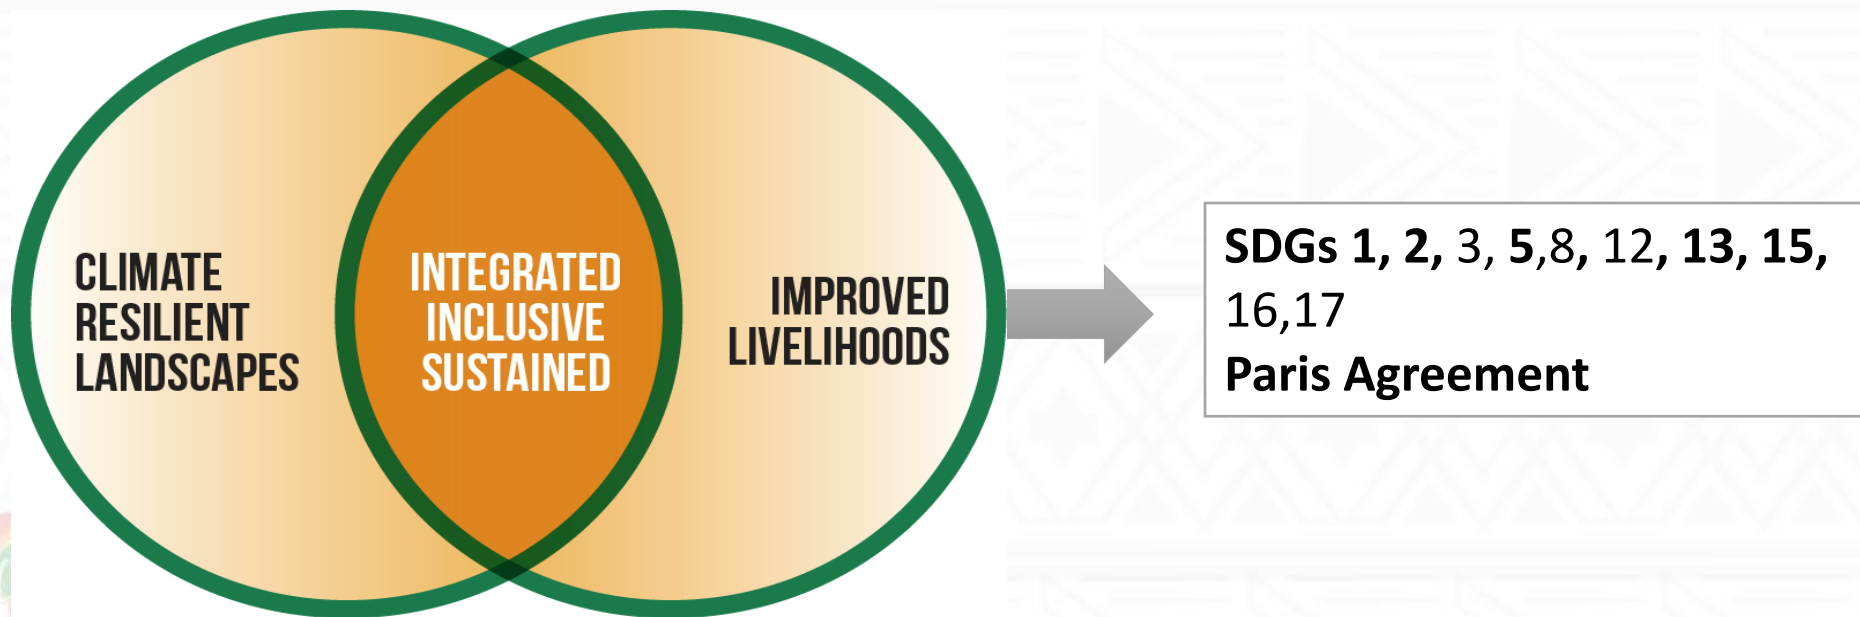 CLIMATE
RESILIENT
LANDSCAPES
INTEGRATED
INCLUSIVE
SUSTAINED
IMPROVED
LIVELIHOODS
SDGs 1, 2, 3, 5,8, 12, 13, 15,
16,17
Paris Agreement